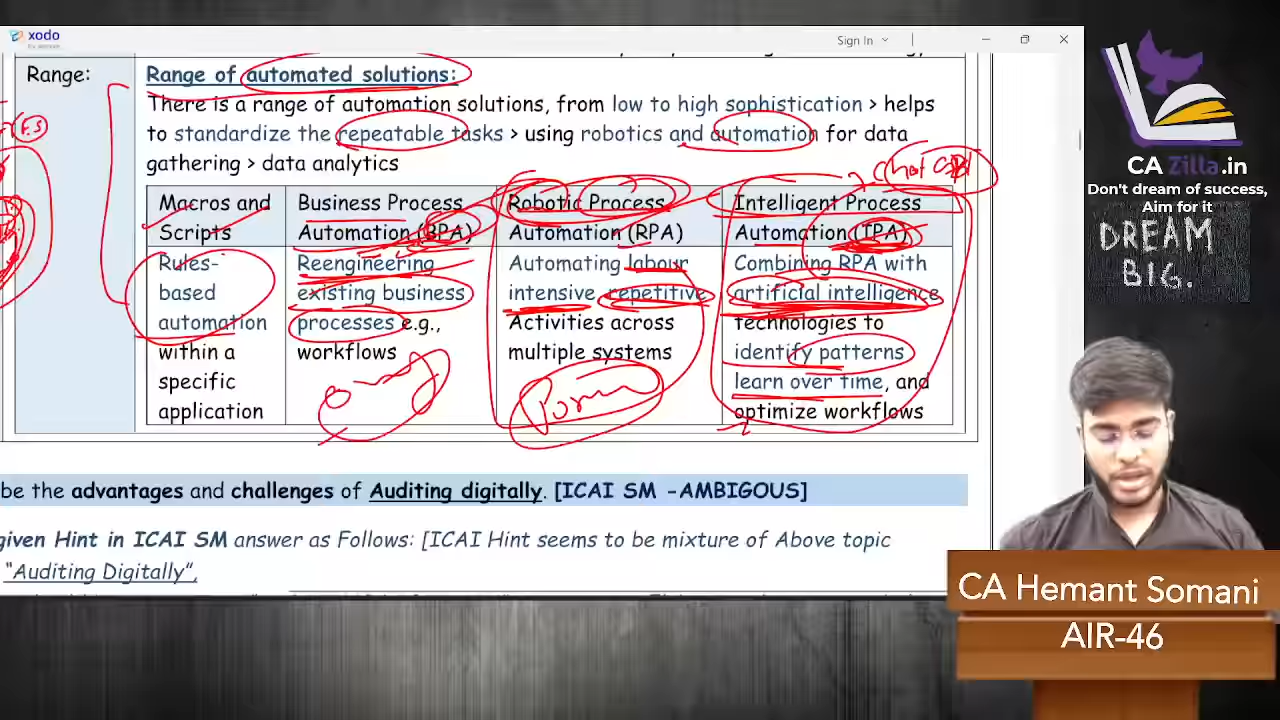 xodo
Sign In
Range:
Range of automated solutions:
There is a range of automation solutions, from low to high sophistication > helps
to standardize the repeatable tasks > using robotics and automation for data
gathering > data analytics
Chat GPT
Macros and
Scripts
Business Process
Automation (BPA)
Robotic Process
Automation (RPA)
Intelligent Process
Automation (IPA)
Rules-
based
automation
within a
specific
application
Reengineering
existing business
processes e.g.,
workflows
Automating labour
intensive repetitive
Activities across
multiple systems
Combining RPA with
artificial intelligence
technologies to
identify patterns
learn over time, and
optimize workflows
be the advantages and challenges of Auditing digitally. [ICAI SM -AMBIGOUS]
given Hint in ICAI SM answer as Follows: [ICAI Hint seems to be mixture of Above topic
"Auditing Digitally",
CA Zilla.in
Don't dream of success,
Aim for it
DREAM
BIG.
CA Hemant Somani
AIR-46